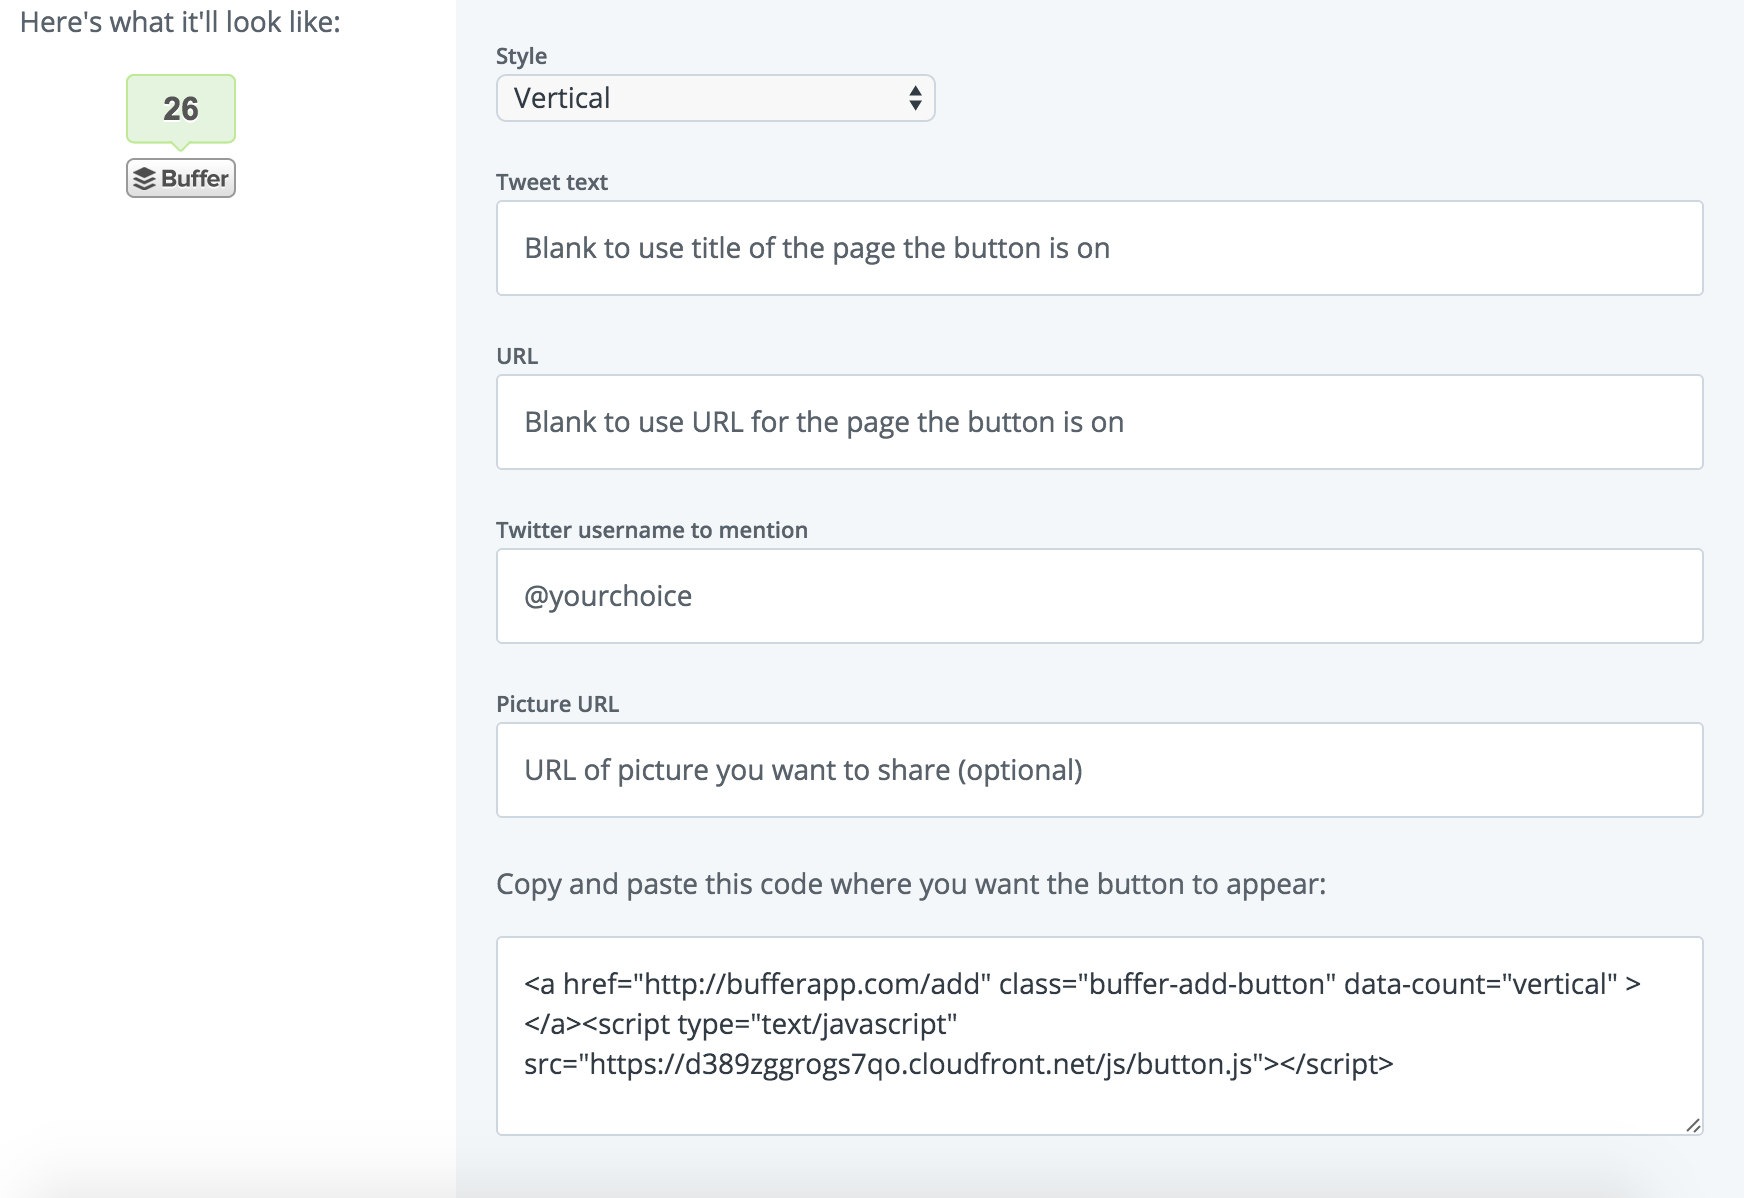 Here's what it'll look like:
26
Buffer
Style
Vertical
Tweet text
Blank to use title of the page the button is on
URL
Blank to use URL for the page the button is on
Twitter username to mention
@yourchoice
Picture URL
URL of picture you want to share (optional)
Copy and paste this code where you want the button to appear:
<a href="http://bufferapp.com/add" class="buffer-add-button" data-count="vertical" >
</a><script type="text/javascript"
src="https://d389zggrogs7qo.cloudfront.net/js/button.js"></script>